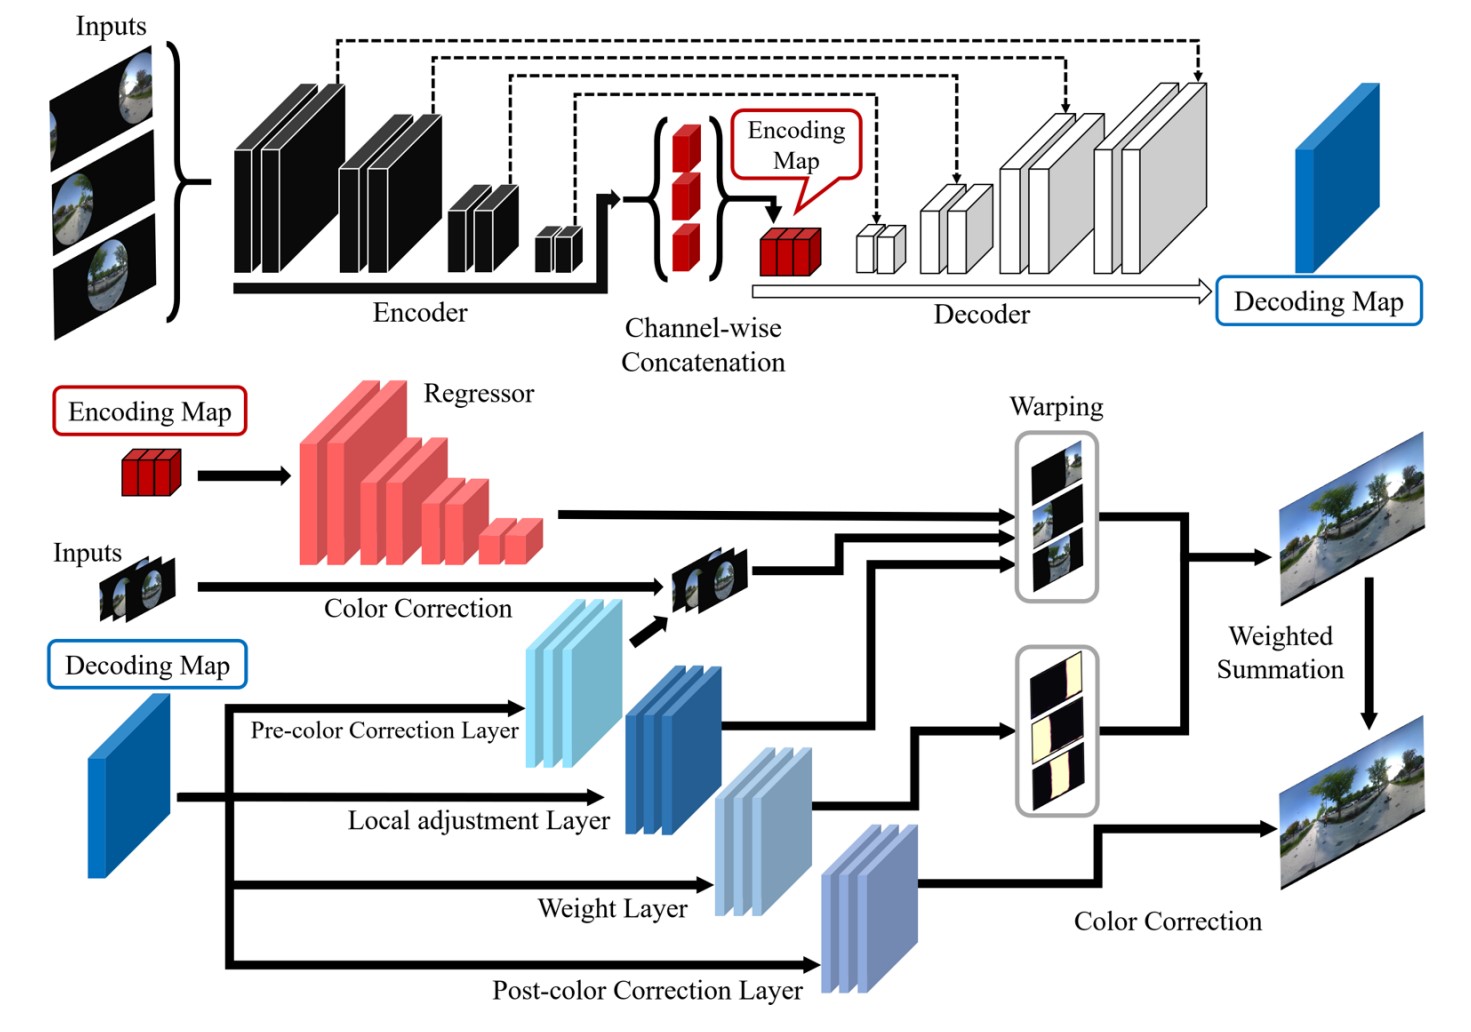 Inputs
Encoding
Map
Encoder
Channel-wise
Concatenation
Decoder
Decoding Map
Encoding Map
Regressor
Warping
Inputs
Color Correction
Decoding Map
Pre-color Correction Layer
Weighted
Summation
Local adjustment Layer
Weight Layer
Color Correction
Post-color Correction Layer